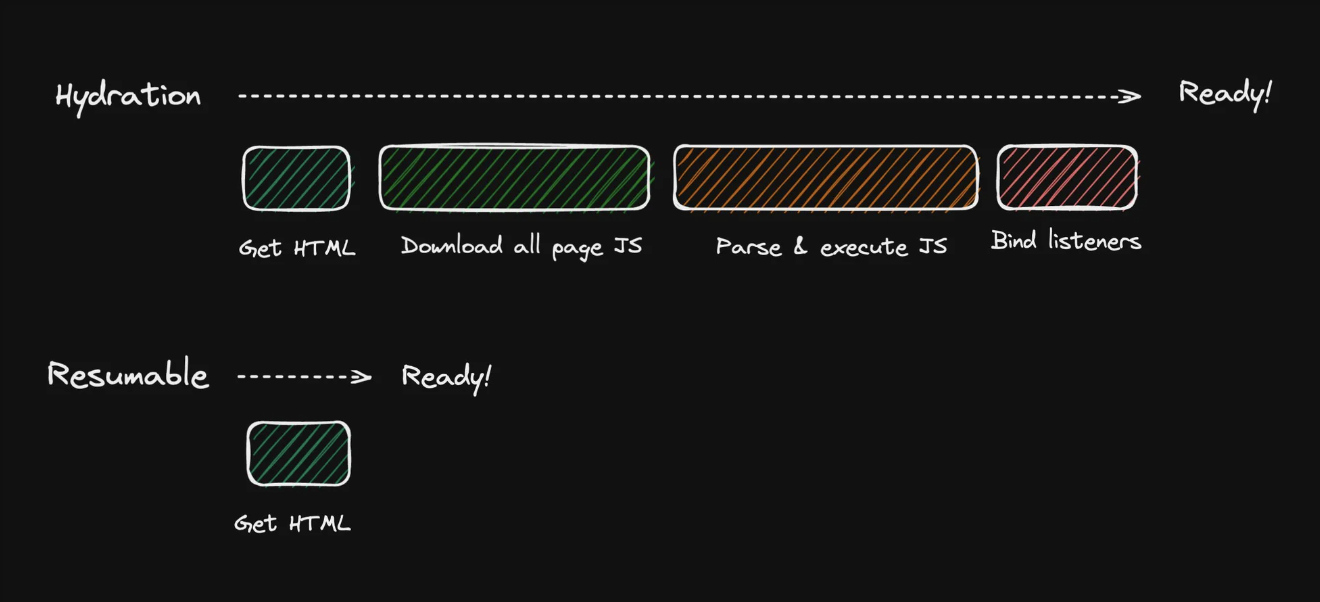 Hydration
Ready!
Get HTML
Download all page JS
Parse & execute JS
Bind listeners
Resumable
Ready!
Get HTML